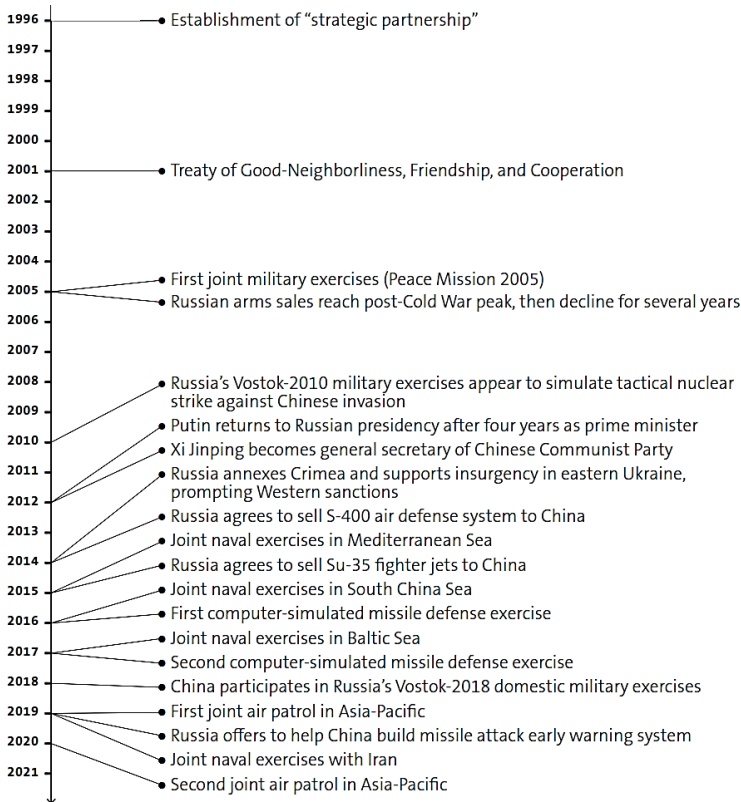 1996
Establishment of “strategic partnership”
1997
1998
1999
2000
2001
Treaty of Good-Neighborliness, Friendship, and Cooperation
2002
2003
2004
First joint military exercises (Peace Mission 2005)
2005
Russian arms sales reach post-Cold War peak, then decline for several years
2006
2007
2008
Russia’s Vostok-2010 military exercises appear to simulate tactical nuclear
strike against Chinese invasion
2009
Putin returns to Russian presidency after four years as prime minister
2010
Xi Jinping becomes general secretary of Chinese Communist Party
2011
Russia annexes Crimea and supports insurgency in eastern Ukraine,
prompting Western sanctions
2012
Russia agrees to sell S-400 air defense system to China
2013
Joint naval exercises in Mediterranean Sea
2014
Russia agrees to sell Su-35 fighter jets to China
2015
Joint naval exercises in South China Sea
2016
First computer-simulated missile defense exercise
Joint naval exercises in Baltic Sea
2017
Second computer-simulated missile defense exercise
2018
China participates in Russia’s Vostok-2018 domestic military exercises
2019
First joint air patrol in Asia-Pacific
Russia offers to help China build missile attack early warning system
2020
Joint naval exercises with Iran
2021
Second joint air patrol in Asia-Pacific